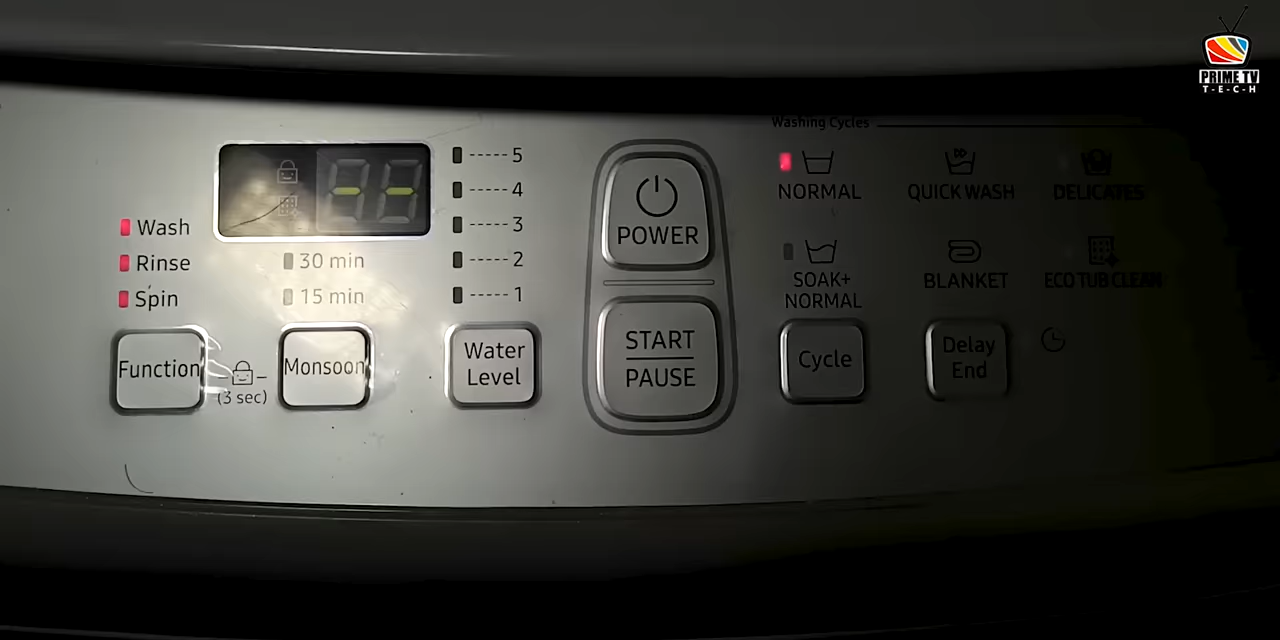 PRIME TV
T-E-C-H
Washing Cycles
5
4
3
2
1
Wash
Rinse
Spin
--
30 min
15 min
POWER
START
PAUSE
NORMAL
QUICK WASH
DELICATES
SOAK+
NORMAL
BLANKET
ECO TUB CLEAN
Function
(3 sec)
Monsoon
Water
Level
Cycle
Delay
End